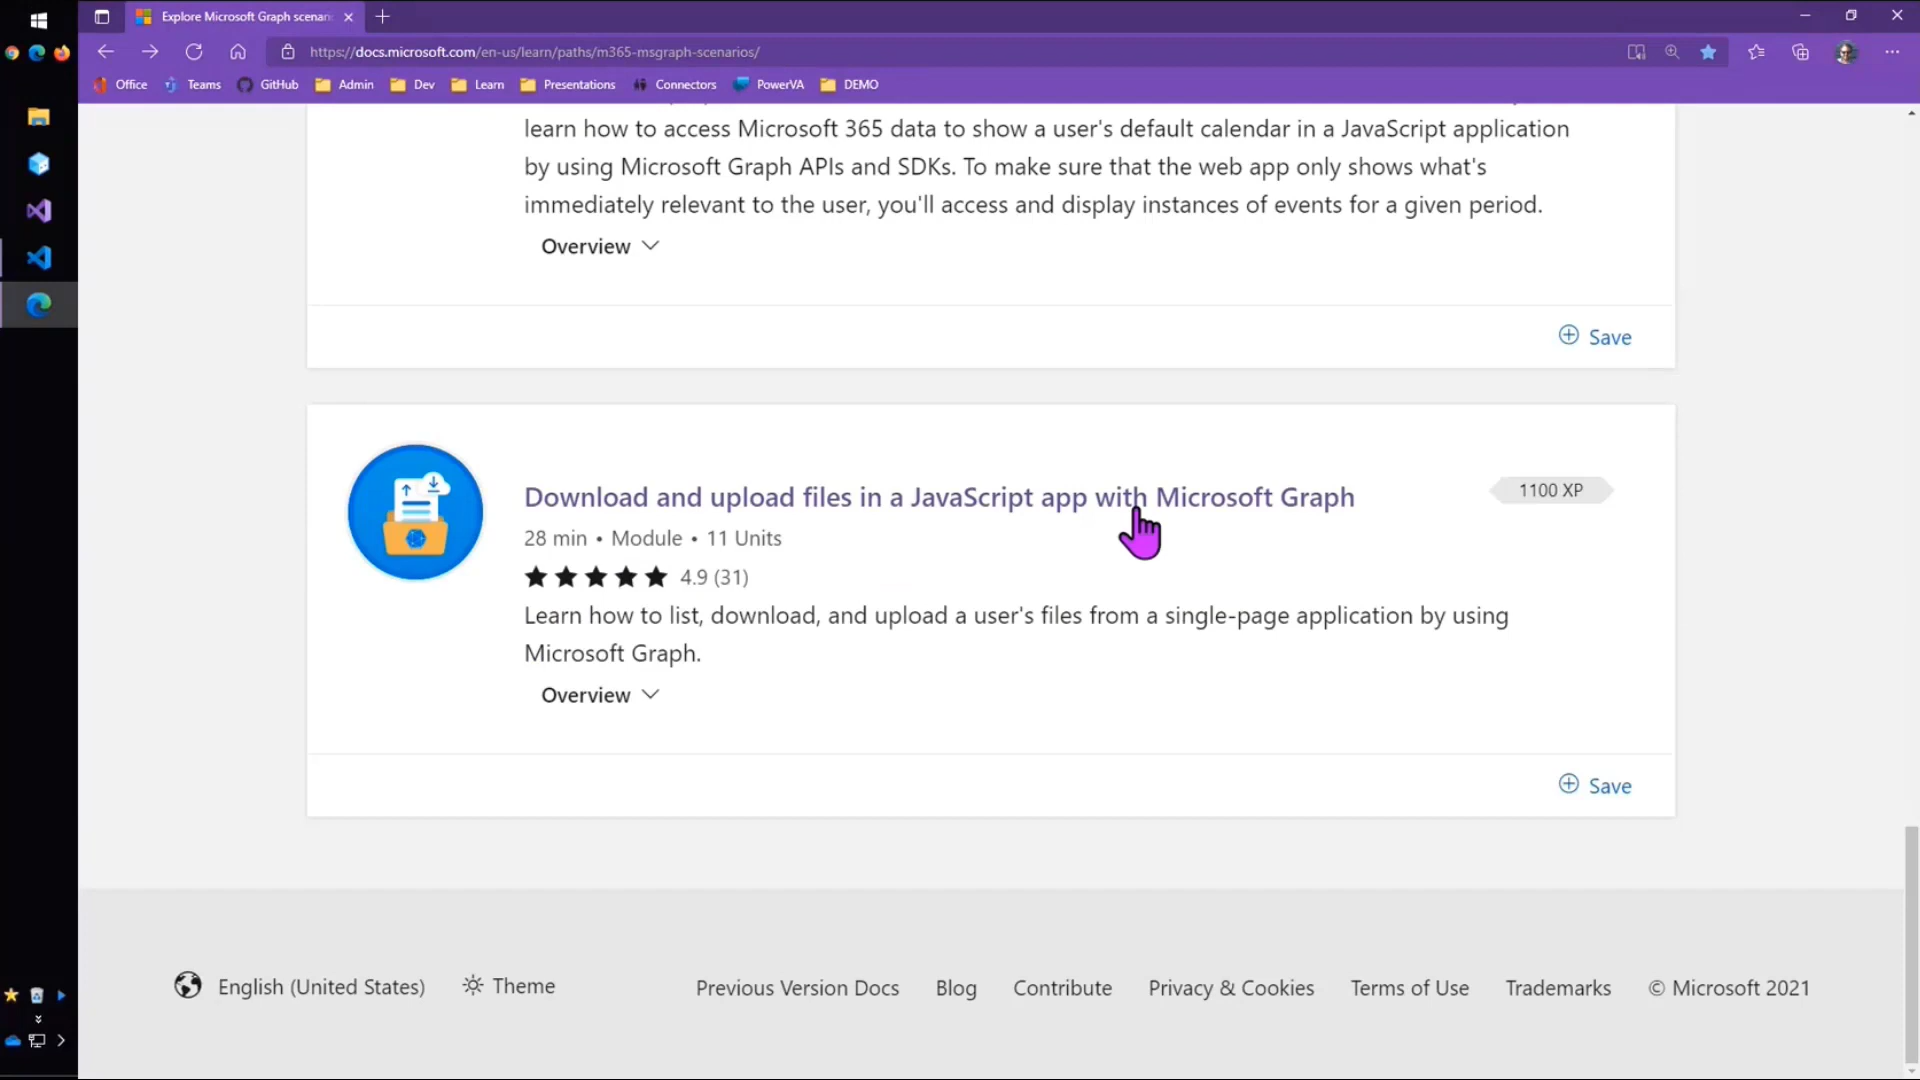 Explore Microsoft Graph scenari
https://docs.microsoft.com/en-us/learn/paths/m365-msgraph-scenarios/
Office Teams GitHub Admin Dev Learn Presentations Connectors PowerVA DEMO
learn how to access Microsoft 365 data to show a user's default calendar in a JavaScript application
by using Microsoft Graph APIs and SDKs. To make sure that the web app only shows what's
immediately relevant to the user, you'll access and display instances of events for a given period.
Overview
Save
Download and upload files in a JavaScript app with Microsoft Graph
1100 XP
28 min • Module • 11 Units
4.9 (31)
Learn how to list, download, and upload a user's files from a single-page application by using
Microsoft Graph.
Overview
Save
English (United States) Theme Previous Version Docs Blog Contribute Privacy & Cookies Terms of Use Trademarks © Microsoft 2021